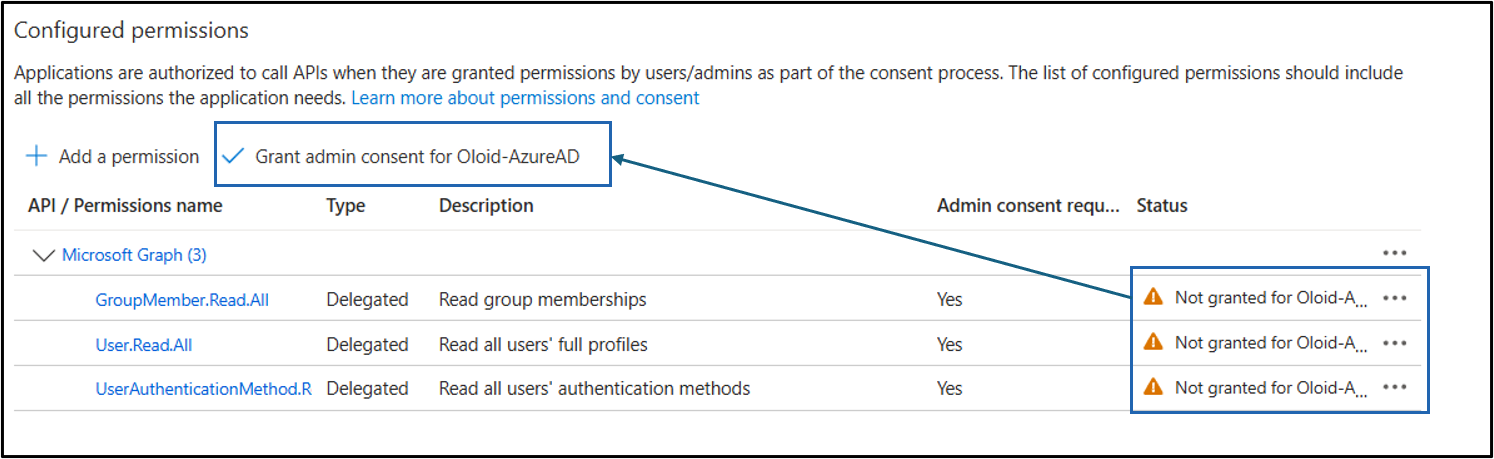 Configured permissions
Applications are authorized to call APIs when they are granted permissions by users/admins as part of the consent process. The list of configured permissions should include
all the permissions the application needs. Learn more about permissions and consent
Add a permission Grant admin consent for Oloid-AzureAD
API / Permissions name Type Description Admin consent requ... Status
Microsoft Graph (3)
GroupMember.Read.All Delegated Read group memberships Yes Not granted for Oloid-A...
User.Read.All Delegated Read all users' full profiles Yes Not granted for Oloid-A...
UserAuthenticationMethod.R Delegated Read all users' authentication methods Yes Not granted for Oloid-A...